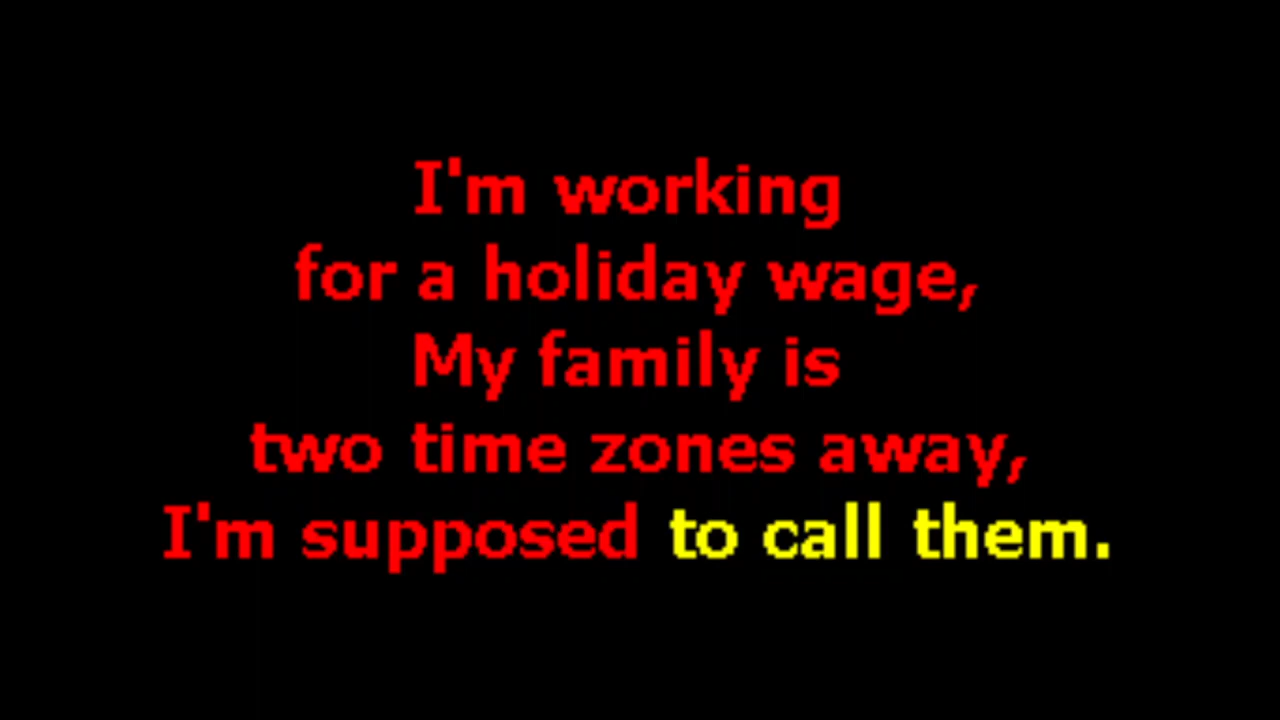 I'm working
for a holiday wage,
My family is
two time zones away,
I'm supposed to call them.